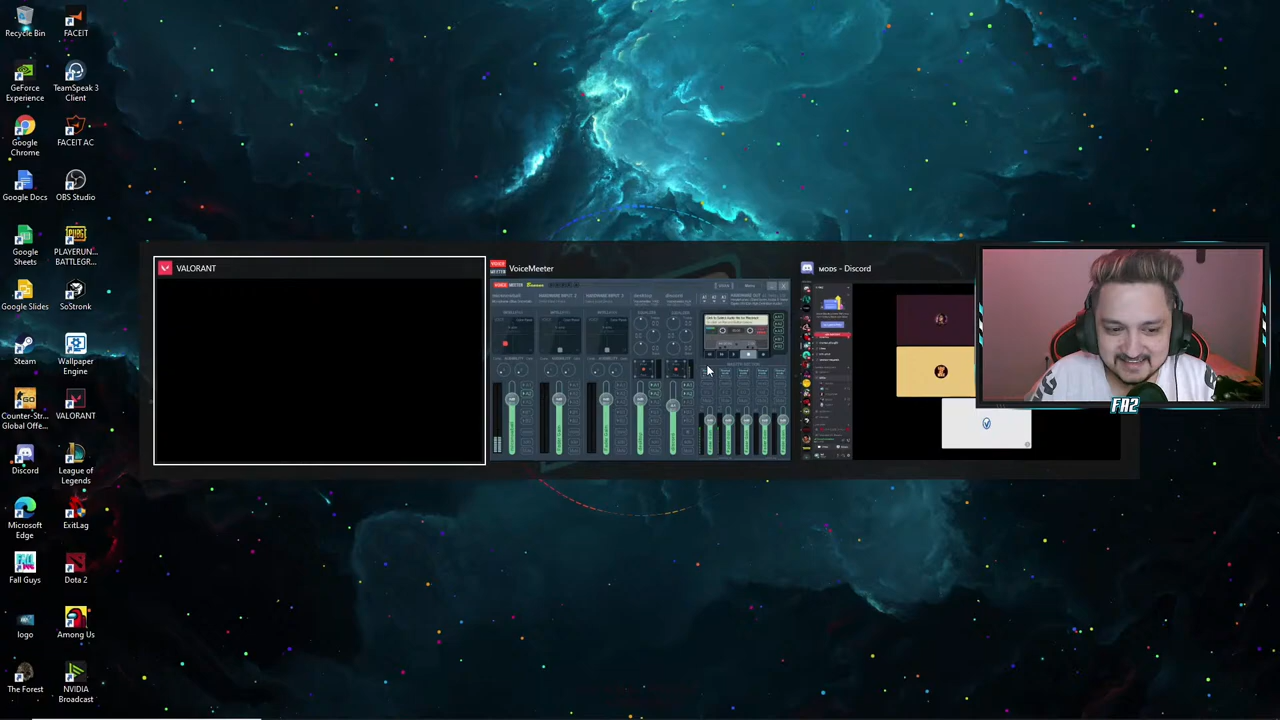 Recycle Bin
FACEIT
GeForce
Experience
TeamSpeak 3
Client
Google
Chrome
FACEIT AC
Google Docs
OBS Studio
Google
Sheets
PLAYERUN...
BATTLEGR...
Google Slides
SoStronk
Steam
Wallpaper
Engine
Counter-Str...
Global Offe...
VALORANT
Discord
League of
Legends
Microsoft
Edge
ExitLag
Fall Guys
Dota 2
logo
Among Us
The Forest
NVIDIA
Broadcast
VALORANT
VoiceMeeter
MODS - Discord
FA2